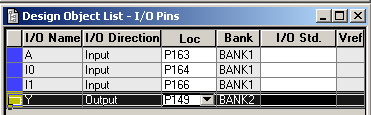 Design Object List - I/O Pins
I/O Name I/O Direction Loc Bank I/O Std. Vref
A Input P163 BANK1
I0 Input P164 BANK1
I1 Input P166 BANK1
Y Output P149 BANK2